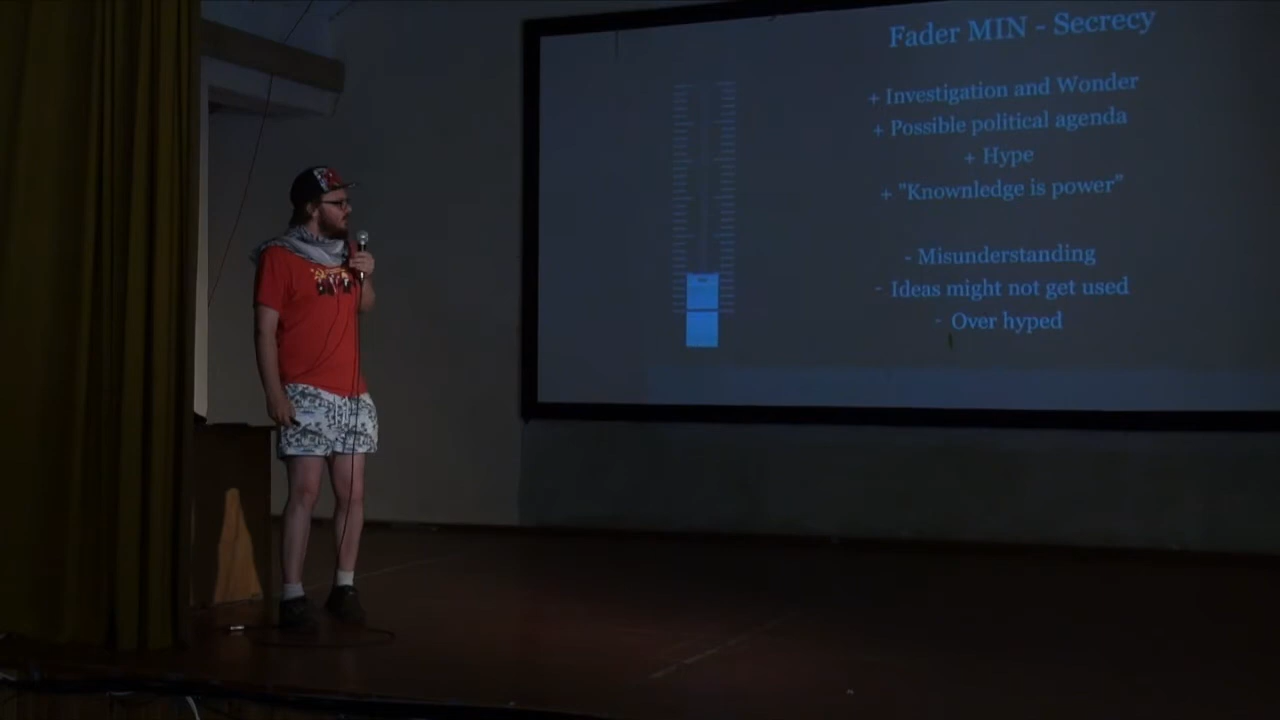 Fader MIN - Secrecy
+ Investigation and Wonder
+ Possible political agenda
+ Hype
+ "Knownledge is power"
- Misunderstanding
- Ideas might not get used
- Over hyped